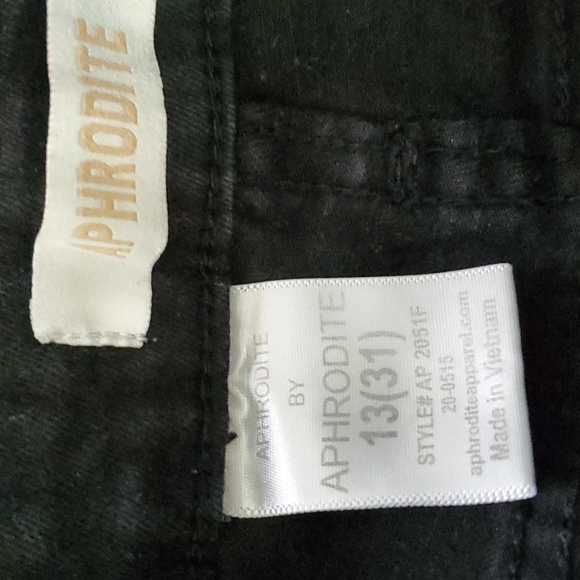 APHRODITE
APHRODITE
BY
APHRODITE
13(31)
STYLE# AP 2051F
20-0515
aphroditeapparel.com
Made in Vietnam